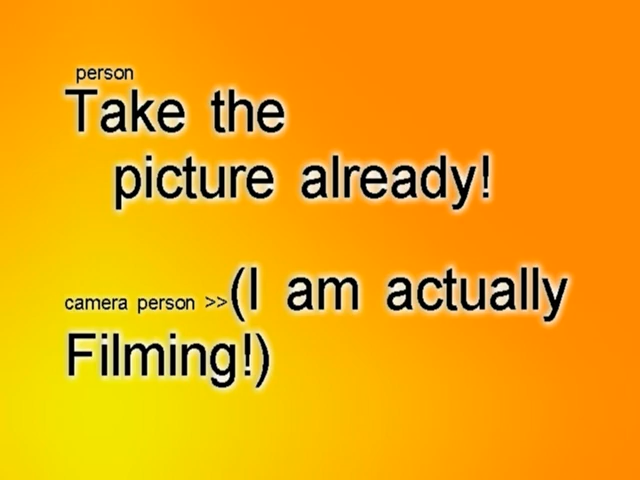 person
Take the
picture already!
camera person >>(I am actually
Filming!)